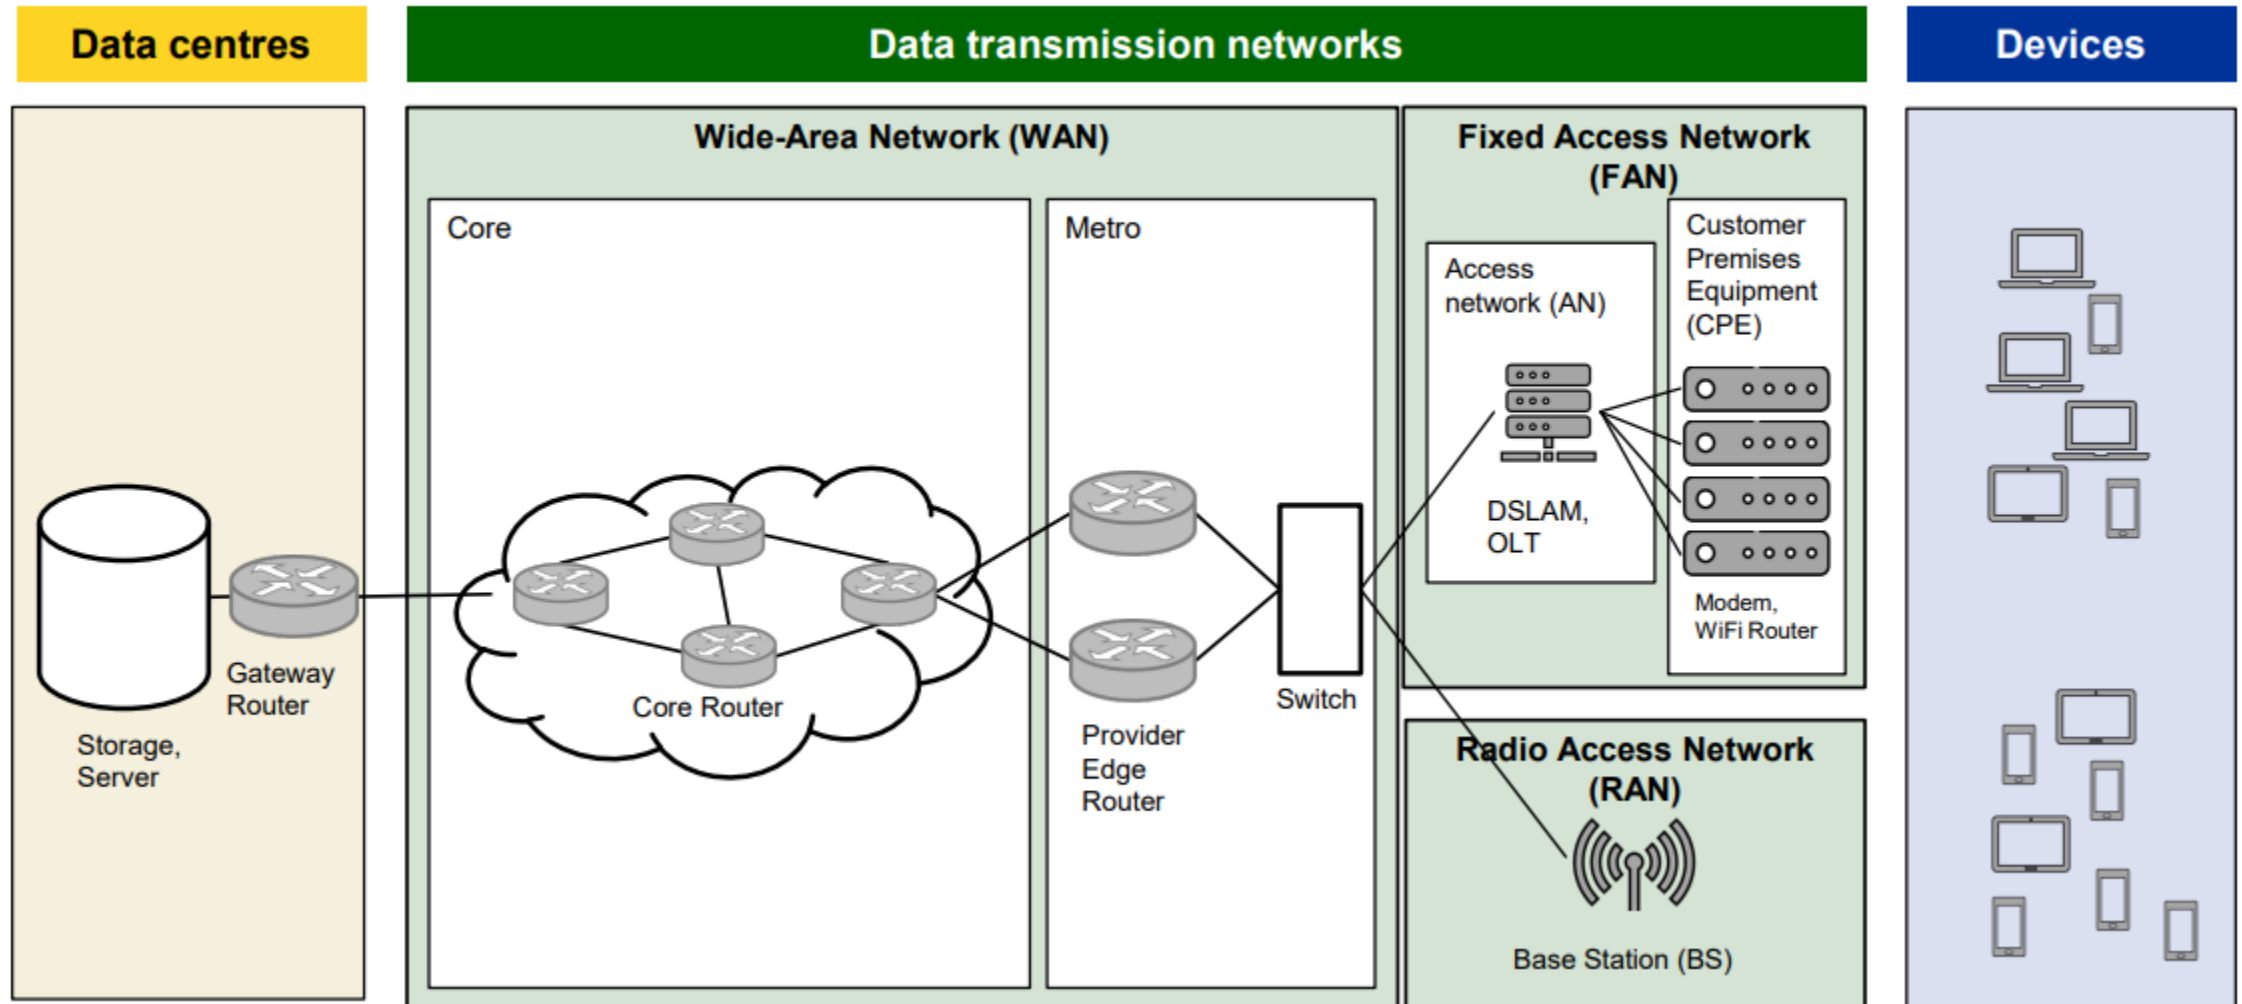 Data centres
Data transmission networks
Devices
Wide-Area Network (WAN)
Fixed Access Network
(FAN)
Core
Metro
Access
network (AN)
Customer
Premises
Equipment
(CPE)
DSLAM,
OLT
Modem,
WiFi Router
Gateway
Router
Storage,
Server
Core Router
Provider
Edge
Router
Switch
Radio Access Network
(RAN)
Base Station (BS)